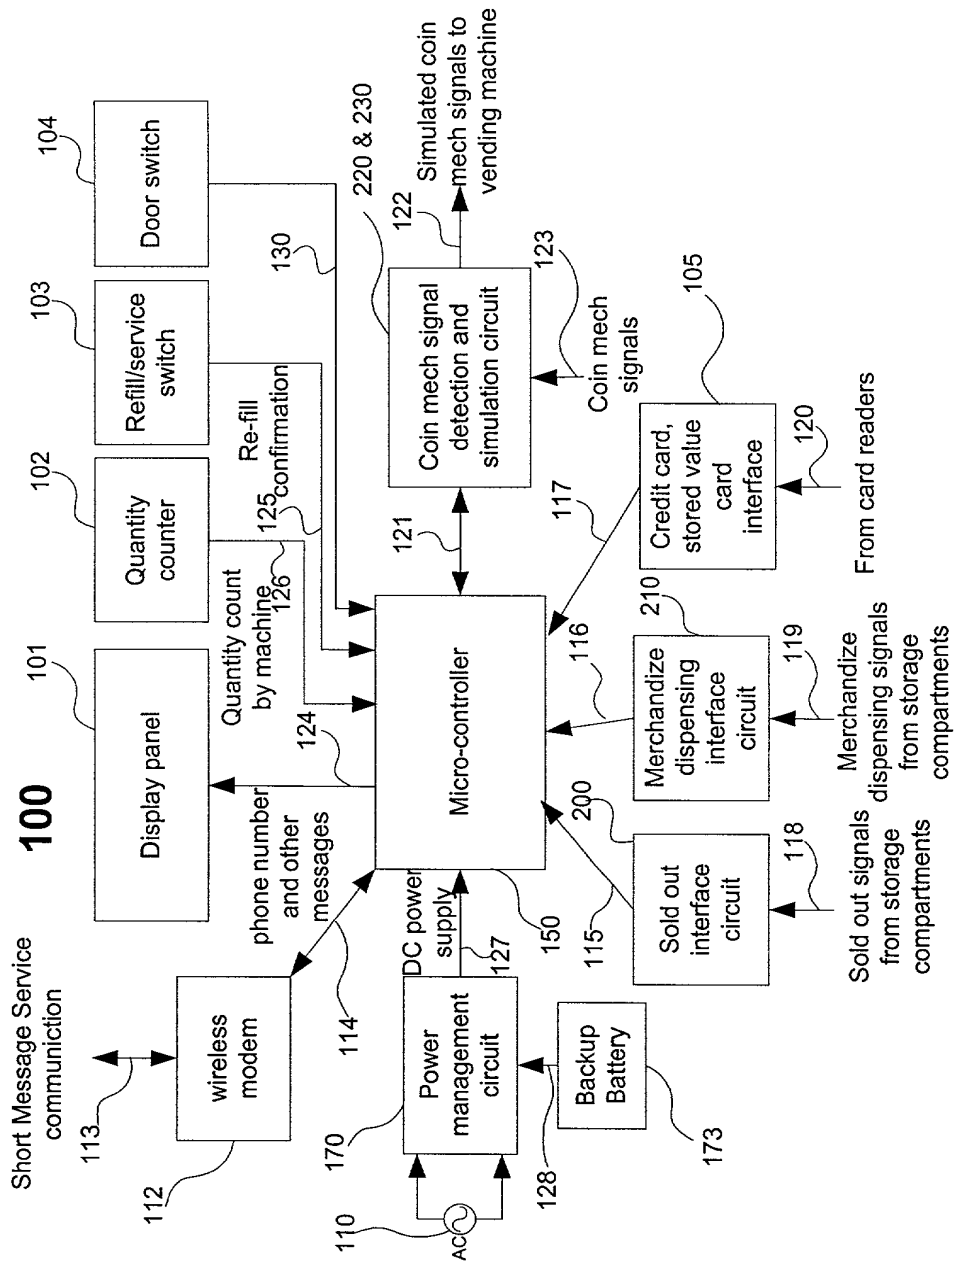 100
Short Message Service
communiction
113
112
wireless
modem
114
phone number
and other
messages
101
Display panel
124
102
Quantity
counter
Quantity count
by machine
126
103
Refill/service
switch
125
Re-fill
confirmation
104
Door switch
130
110
AC
170
Power
management
circuit
DC power
supply
127
128
Backup
Battery
173
Micro-controller
150
121
220 & 230
Coin mech signal
detection and
simulation circuit
122
Simulated coin
mech signals to
vending machine
123
Coin mech
signals
115
200
Sold out
interface
circuit
118
Sold out signals
from storage
compartments
116
210
Merchandize
dispensing
interface
circuit
119
Merchandize
dispensing signals
from storage
compartments
117
105
Credit card,
stored value
card
interface
120
From card readers